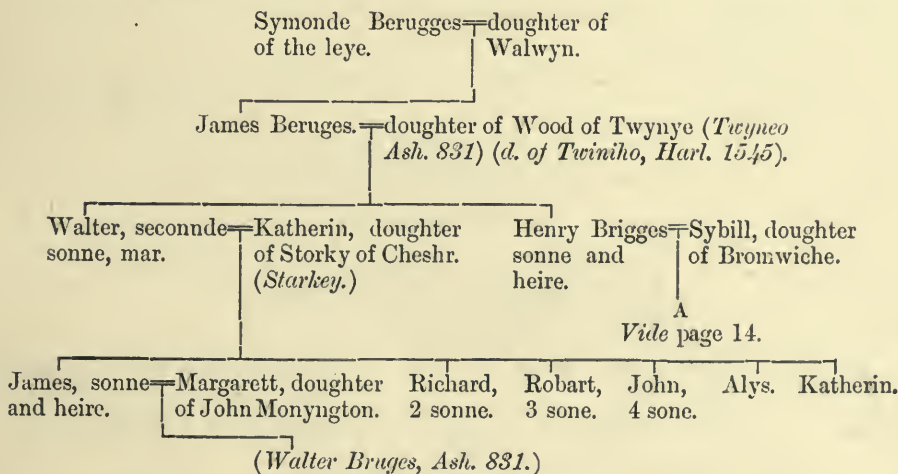 Symonde Berugges=doughter of
of the leye. Walwyn.
James Beruges.=doughter of Wood of Twynye (Twyneo
Ash. 831) (d. of Twiniho, Harl. 1545).
Walter, seconnde=Katherin, doughter Henry Brigges=Sybill, doughter
sonne, mar. of Storky of Cheshr. sonne and of Bromwiche.
(Starkey.) heire.
A
Vide page 14.
James, sonne=Margarett, doughter Richard, Robart, John, Alys. Katherin.
and heire. of John Monyngton. 2 sonne. 3 sone. 4 sone.
(Walter Bruges, Ash. 831.)